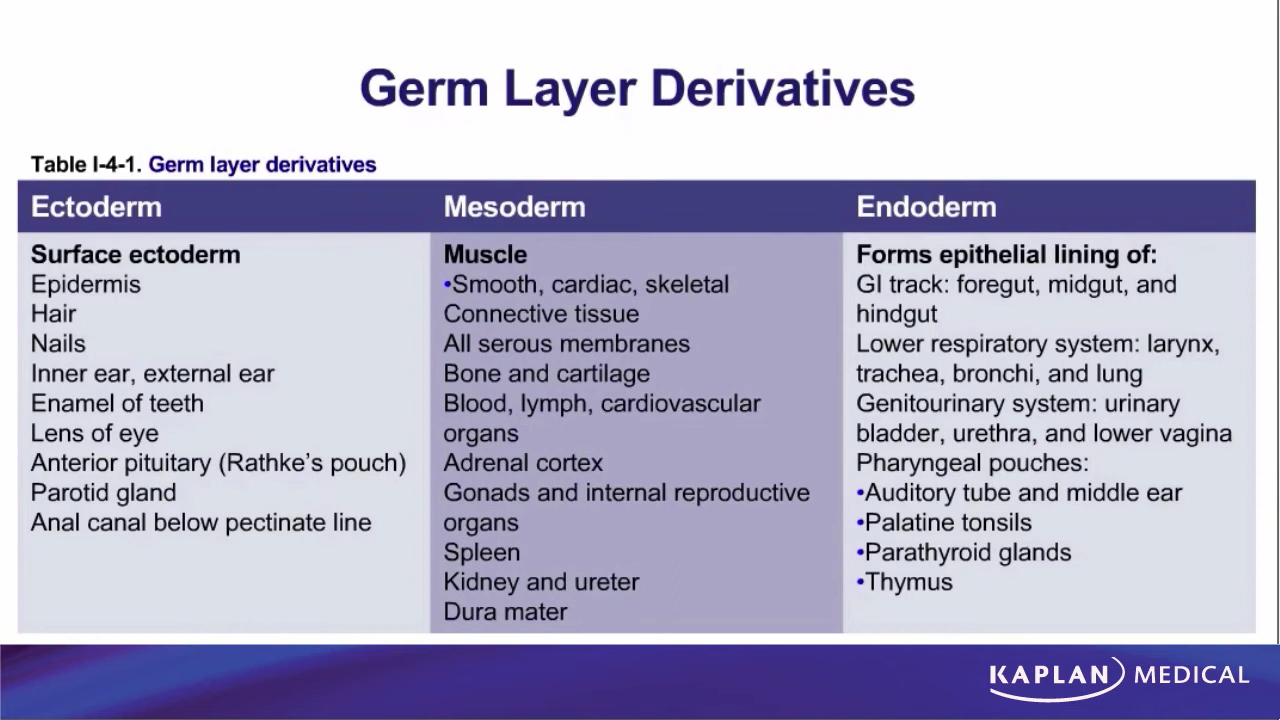 Germ Layer Derivatives
Table I-4-1. Germ layer derivatives
Ectoderm
Surface ectoderm
Epidermis
Hair
Nails
Inner ear, external ear
Enamel of teeth
Lens of eye
Anterior pituitary (Rathke's pouch)
Parotid gland
Anal canal below pectinate line
Mesoderm
Muscle
•Smooth, cardiac, skeletal
Connective tissue
All serous membranes
Bone and cartilage
Blood, lymph, cardiovascular
organs
Adrenal cortex
Gonads and internal reproductive
organs
Spleen
Kidney and ureter
Dura mater
Endoderm
Forms epithelial lining of:
GI track: foregut, midgut, and
hindgut
Lower respiratory system: larynx,
trachea, bronchi, and lung
Genitourinary system: urinary
bladder, urethra, and lower vagina
Pharyngeal pouches:
•Auditory tube and middle ear
•Palatine tonsils
•Parathyroid glands
•Thymus
KAPLAN MEDICAL